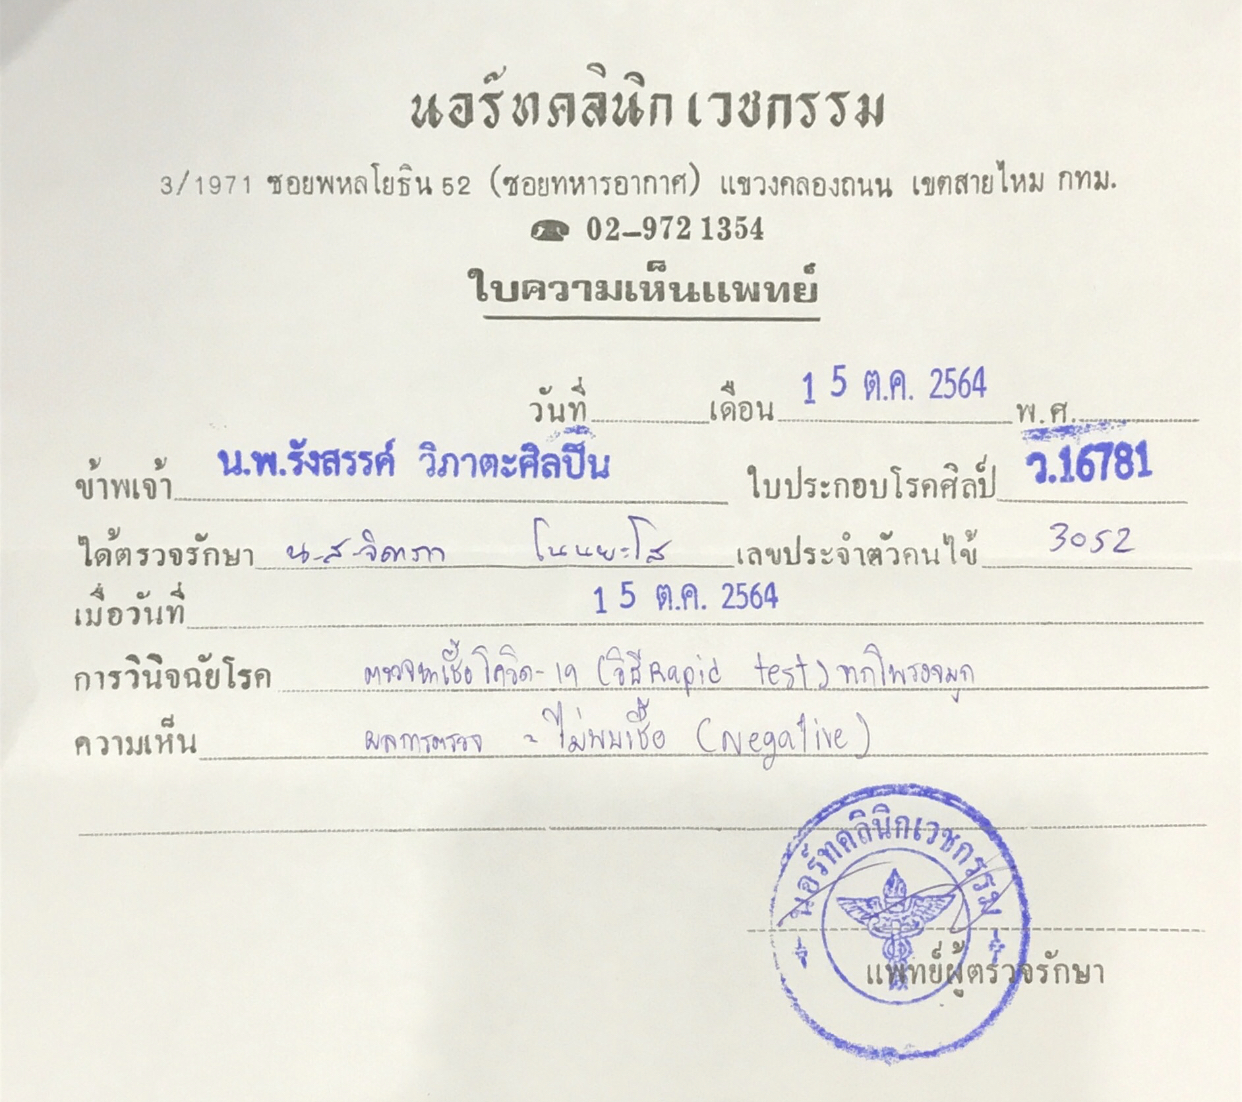 นอร์ทคลินิกเวชกรรม
3/1971 ซอยพหลโยธิน 52 (ซอยทหารอากาศ) แขวงคลองถนน เขตสายไหม กทม.
☎ 02-972 1354
ใบความเห็นแพทย์
วันที่ เดือน 15 ต.ค. 2564 พ.ศ.
ข้าพเจ้า น.พ.รังสรรค์ วิภาตะศิลปิน ใบประกอบโรคศิลป์ ว.16781
ได้ตรวจรักษา น.ส.จิดาภา โนนยะโส เลขประจำตัวคนไข้ 3052
เมื่อวันที่ 15 ต.ค. 2564
การวินิจฉัยโรค ตรวจหาเชื้อโควิด-19 (วิธี Rapid test) ทางโพรงจมูก
ความเห็น ผลการตรวจ - ไม่พบเชื้อ (Negative)
นอร์ทคลินิกเวชกรรม
แพทย์ผู้ตรวจรักษา